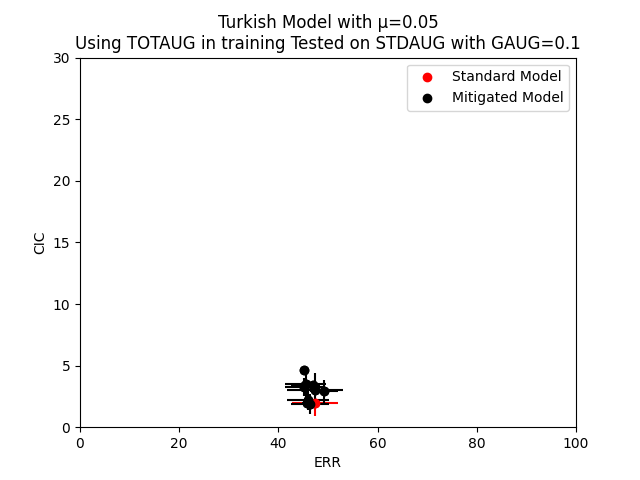 Turkish Model with μ=0.05
Using TOTAUG in training Tested on STDAUG with GAUG=0.1
Standard Model
Mitigated Model
30
25
20
15
10
5
0
CIC
0 20 40 60 80 100
ERR